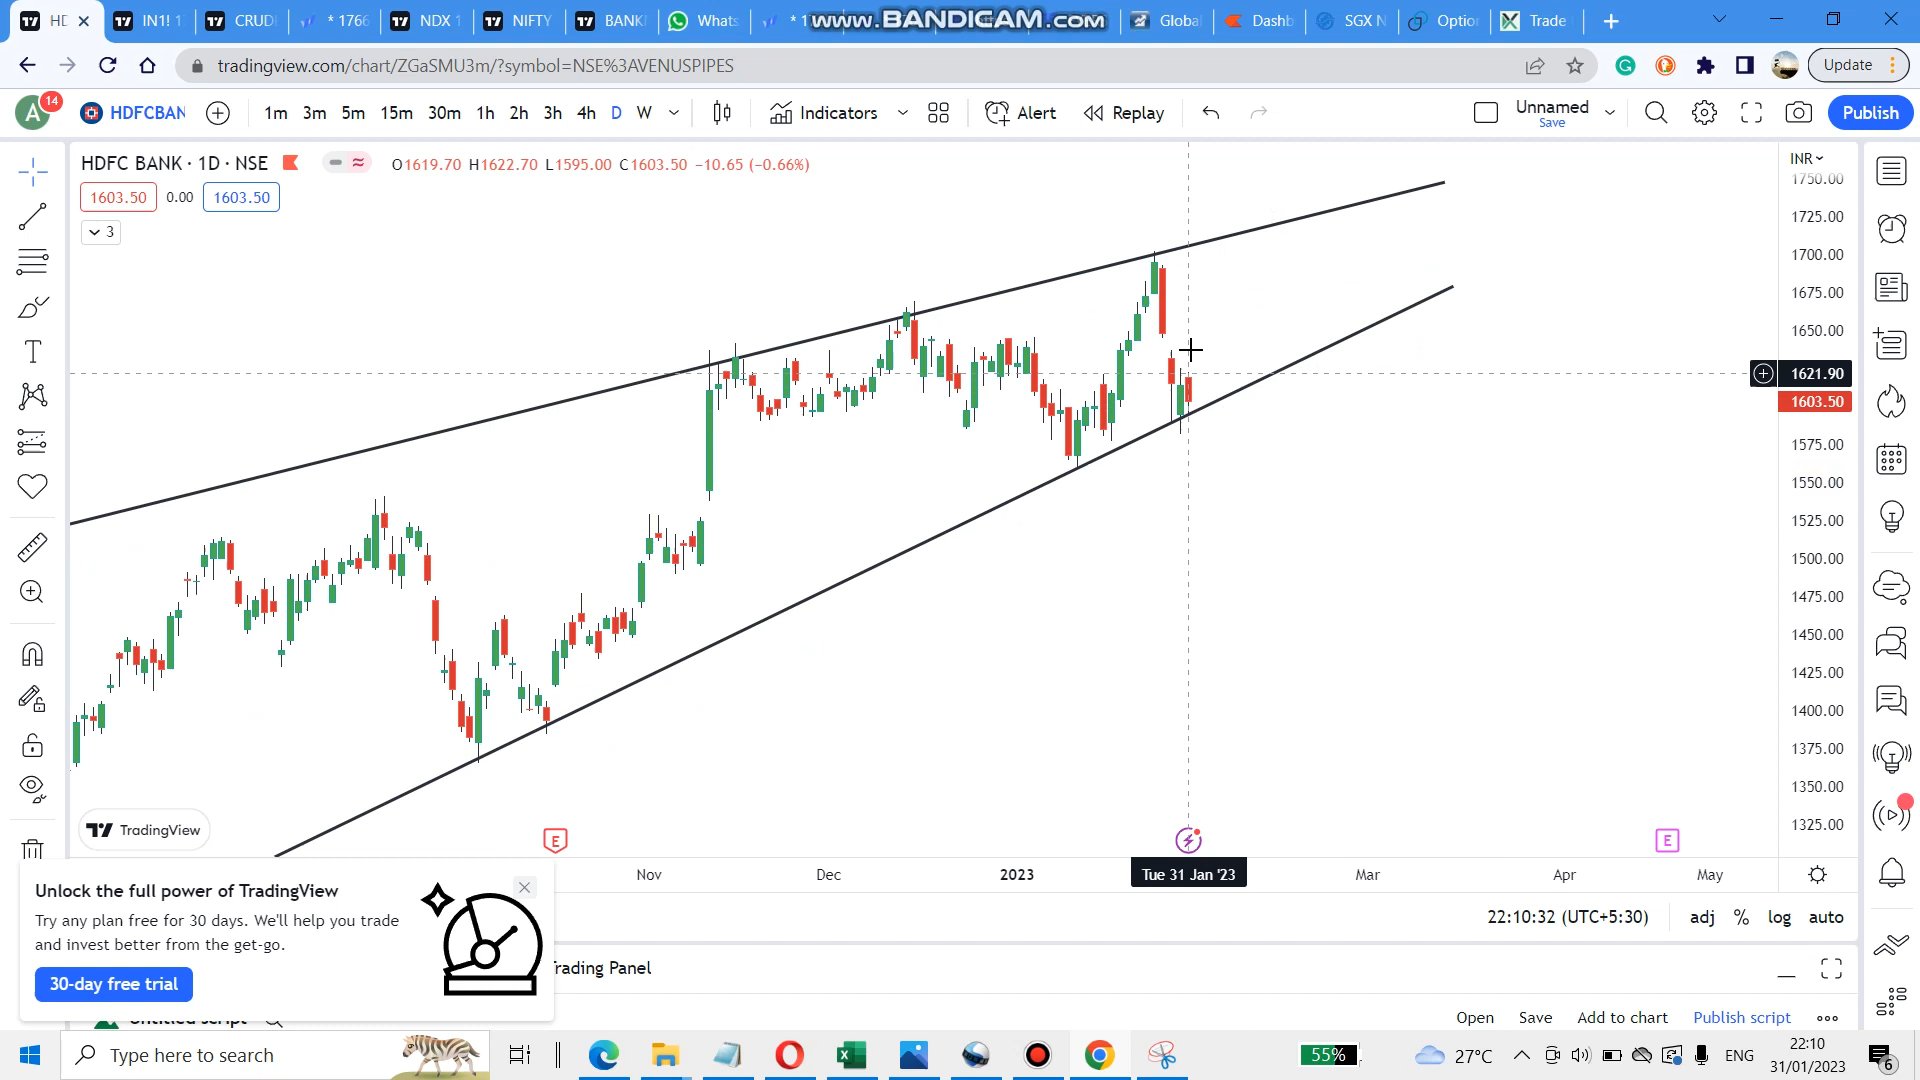 HD
IN1! 1
CRUD
* 1766
NDX 1
NIFTY
BANK
Whats
* 1
www.BANDICAM.com
Global
Dashb
SGX N
Option
Trade
tradingview.com/chart/ZGaSMU3m/?symbol=NSE%3AVENUSPIPES
Update
A
14
HDFCBAN
1m 3m 5m 15m 30m 1h 2h 3h 4h D W
Indicators
Alert
Replay
Unnamed
Save
Publish
HDFC BANK · 1D · NSE
O1619.70 H1622.70 L1595.00 C1603.50 −10.65 (−0.66%)
1603.50 0.00 1603.50
3
INR
1750.00
1725.00
1700.00
1675.00
1650.00
1621.90
1603.50
1575.00
1550.00
1525.00
1500.00
1475.00
1450.00
1425.00
1400.00
1375.00
1350.00
1325.00
TradingView
E
E
Nov
Dec
2023
Tue 31 Jan '23
Mar
Apr
May
Unlock the full power of TradingView
Try any plan free for 30 days. We'll help you trade
and invest better from the get-go.
30-day free trial
22:10:32 (UTC+5:30)
adj % log auto
Trading Panel
Untitled script
Open
Save
Add to chart
Publish script
Type here to search
55%
27°C
ENG
22:10
31/01/2023
6